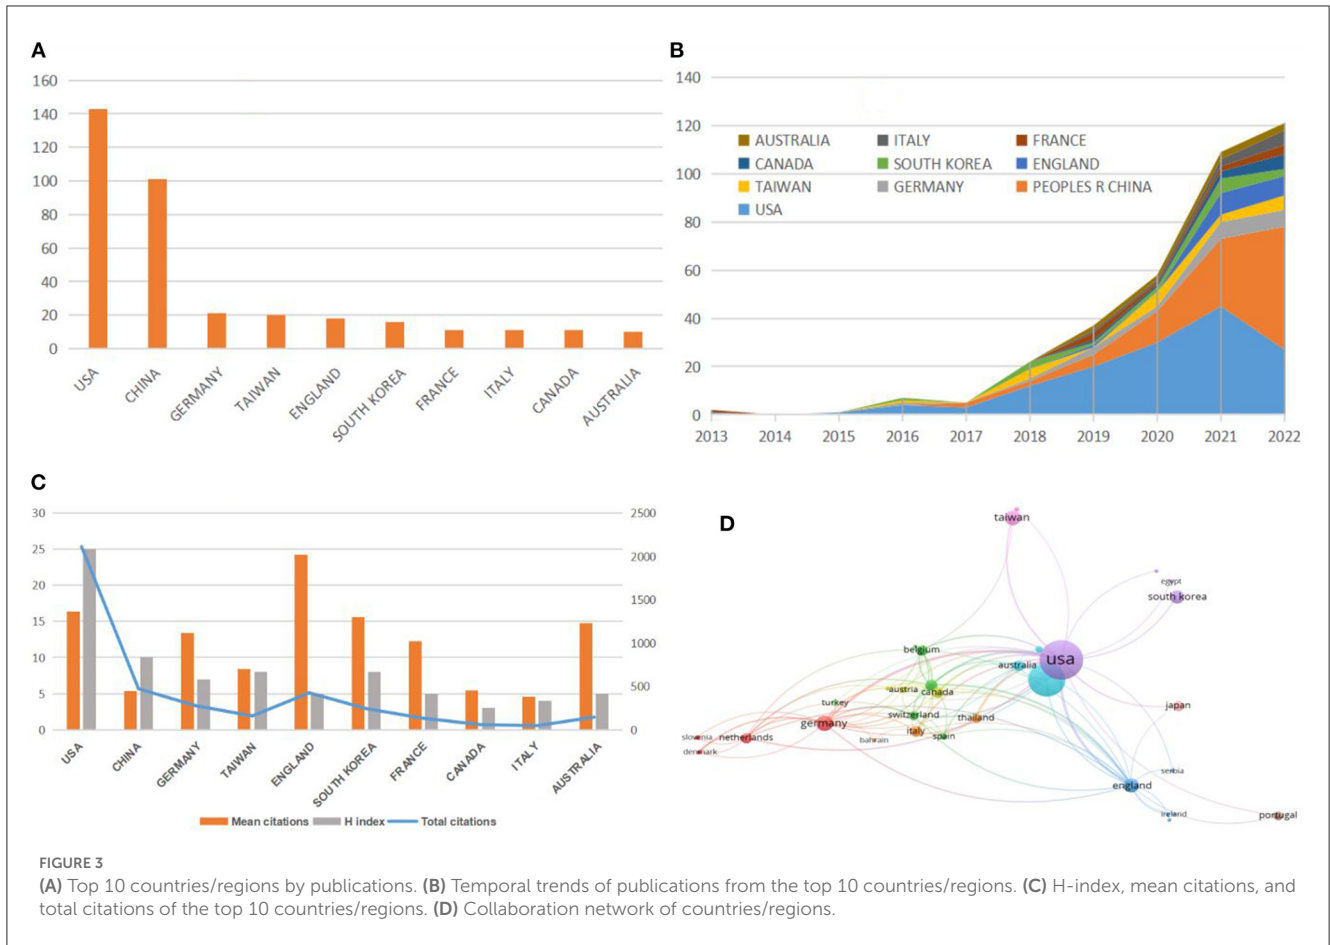 (A)
160
140
120
100
80
60
40
20
0
USA
CHINA
GERMANY
TAIWAN
ENGLAND
SOUTH KOREA
FRANCE
ITALY
CANADA
AUSTRALIA
(B)
140
120
100
80
60
40
20
0
AUSTRALIA ITALY FRANCE
CANADA SOUTH KOREA ENGLAND
TAIWAN GERMANY PEOPLES R CHINA
USA
2013 2014 2015 2016 2017 2018 2019 2020 2021 2022
(C)
30
25
20
15
10
5
0
2500
2000
1500
1000
500
0
USA
CHINA
GERMANY
TAIWAN
ENGLAND
SOUTH KOREA
FRANCE
CANADA
ITALY
AUSTRALIA
Mean citations H index Total citations
(D)
taiwan
egypt
south korea
belgium
usa
australia
austria
canada
turkey
japan
switzerland
thailand
germany
italy
spain
slovenia
netherlands
bahrain
denmark
serbia
england
ireland
portugal
FIGURE 3
(A) Top 10 countries/regions by publications. (B) Temporal trends of publications from the top 10 countries/regions. (C) H-index, mean citations, and
total citations of the top 10 countries/regions. (D) Collaboration network of countries/regions.